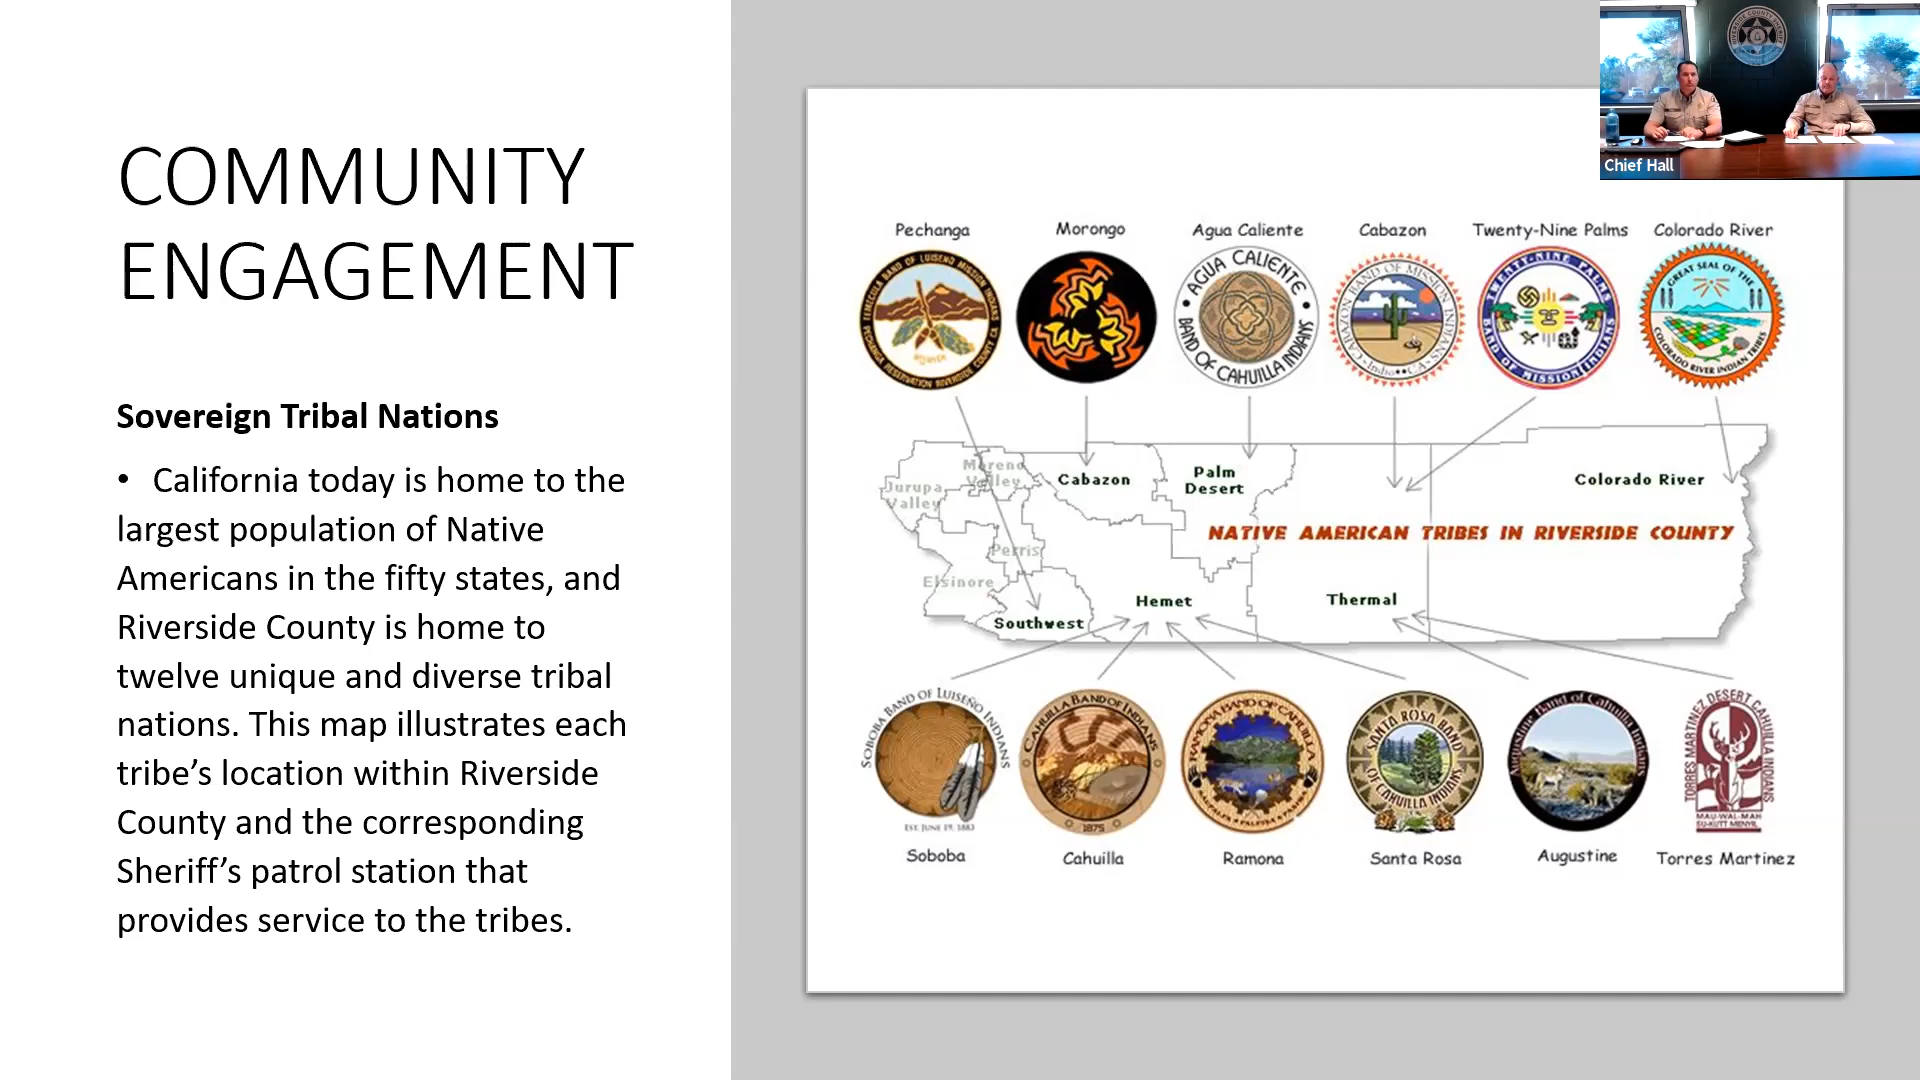 COMMUNITY
ENGAGEMENT
Sovereign Tribal Nations
• California today is home to the
largest population of Native
Americans in the fifty states, and
Riverside County is home to
twelve unique and diverse tribal
nations. This map illustrates each
tribe’s location within Riverside
County and the corresponding
Sheriff’s patrol station that
provides service to the tribes.
Chief Hall
Pechanga
Morongo
Agua Caliente
Cabazon
Twenty-Nine Palms
Colorado River
TEMECULA BAND OF LUISEÑO MISSION INDIANS
PECHANGA RESERVATION RIVERSIDE COUNTY CA
AGUA CALIENTE
BAND OF CAHUILLA INDIANS
CABAZON BAND OF MISSION INDIANS
Indio CA
TWENTY-NINE PALMS
BAND OF MISSION INDIANS
GREAT SEAL OF THE
COLORADO RIVER INDIAN TRIBES
Moreno
Valley
Jurupa
Valley
Cabazon
Palm
Desert
Colorado River
NATIVE AMERICAN TRIBES IN RIVERSIDE COUNTY
Perris
Elsinore
Hemet
Thermal
Southwest
SOBOBA BAND OF LUISEÑO INDIANS
EST. JUNE 19, 1883
CAHUILLA BAND OF INDIANS
1875
RAMONA BAND OF CAHUILLA
SANTA ROSA BAND
OF CAHUILLA INDIANS
Augustine Band of Cahuilla Indians
TORRES MARTINEZ DESERT CAHUILLA INDIANS
MAU-WAL-MAH
SU-KUTT MENYIL
Soboba
Cahuilla
Ramona
Santa Rosa
Augustine
Torres Martinez